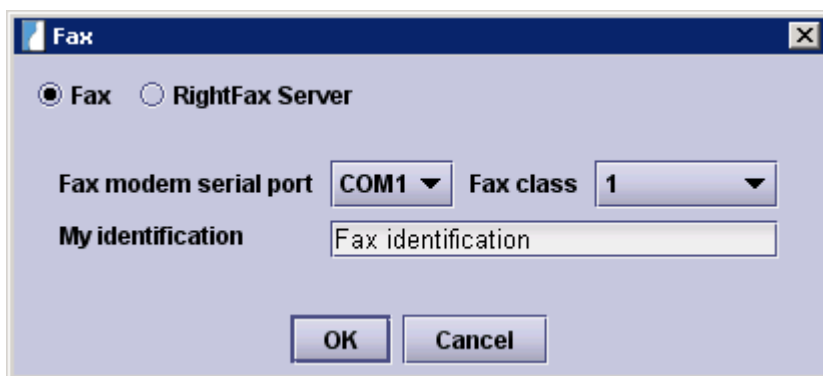 Fax
Fax RightFax Server
Fax modem serial port COM1 Fax class 1
My identification Fax identification
OK Cancel